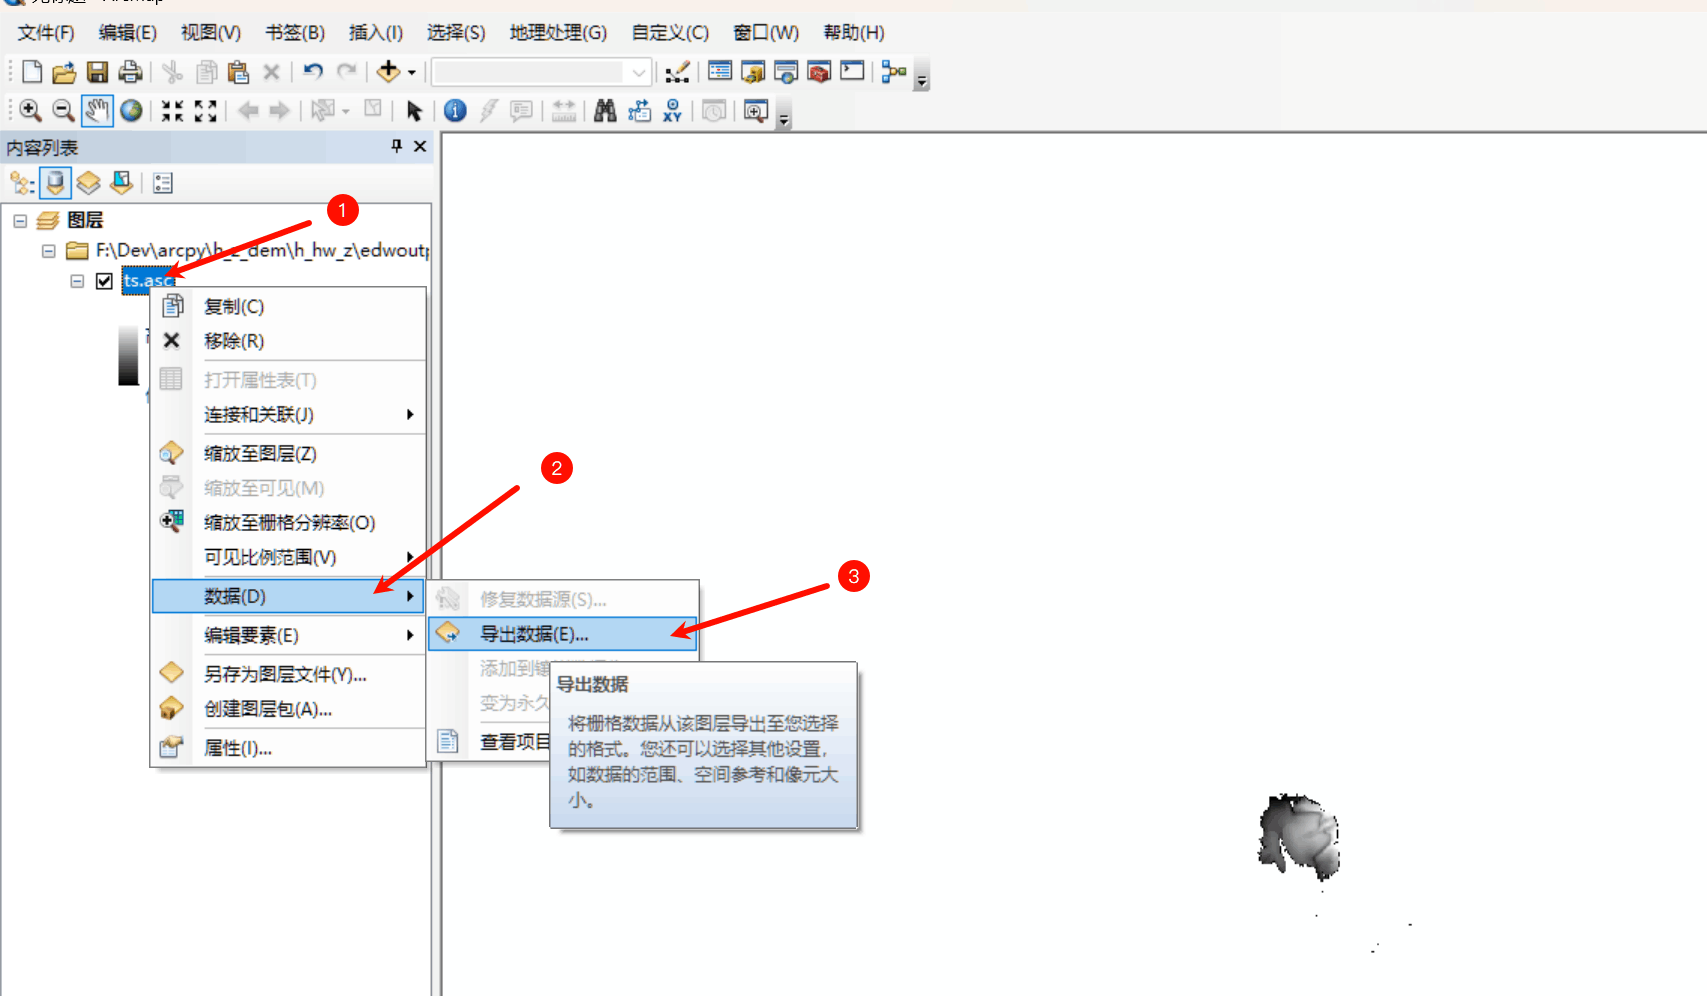 文件(F) 编辑(E) 视图(V) 书签(B) 插入(I) 选择(S) 地理处理(G) 自定义(C) 窗口(W) 帮助(H)
内容列表
1
图层
F:\Dev\arcpy\h_z_dem\h_hw_z\edwoutp
ts.asc
复制(C)
移除(R)
打开属性表(T)
连接和关联(J)
缩放至图层(Z)
缩放至可见(M)
缩放至栅格分辨率(O)
可见比例范围(V)
2
数据(D)
编辑要素(E)
另存为图层文件(Y)...
创建图层包(A)...
属性(I)...
3
修复数据源(S)...
导出数据(E)...
添加到
变为永久
查看项目
导出数据
将栅格数据从该图层导出至您选择
的格式。您还可以选择其他设置，
如数据的范围、空间参考和像元大
小。